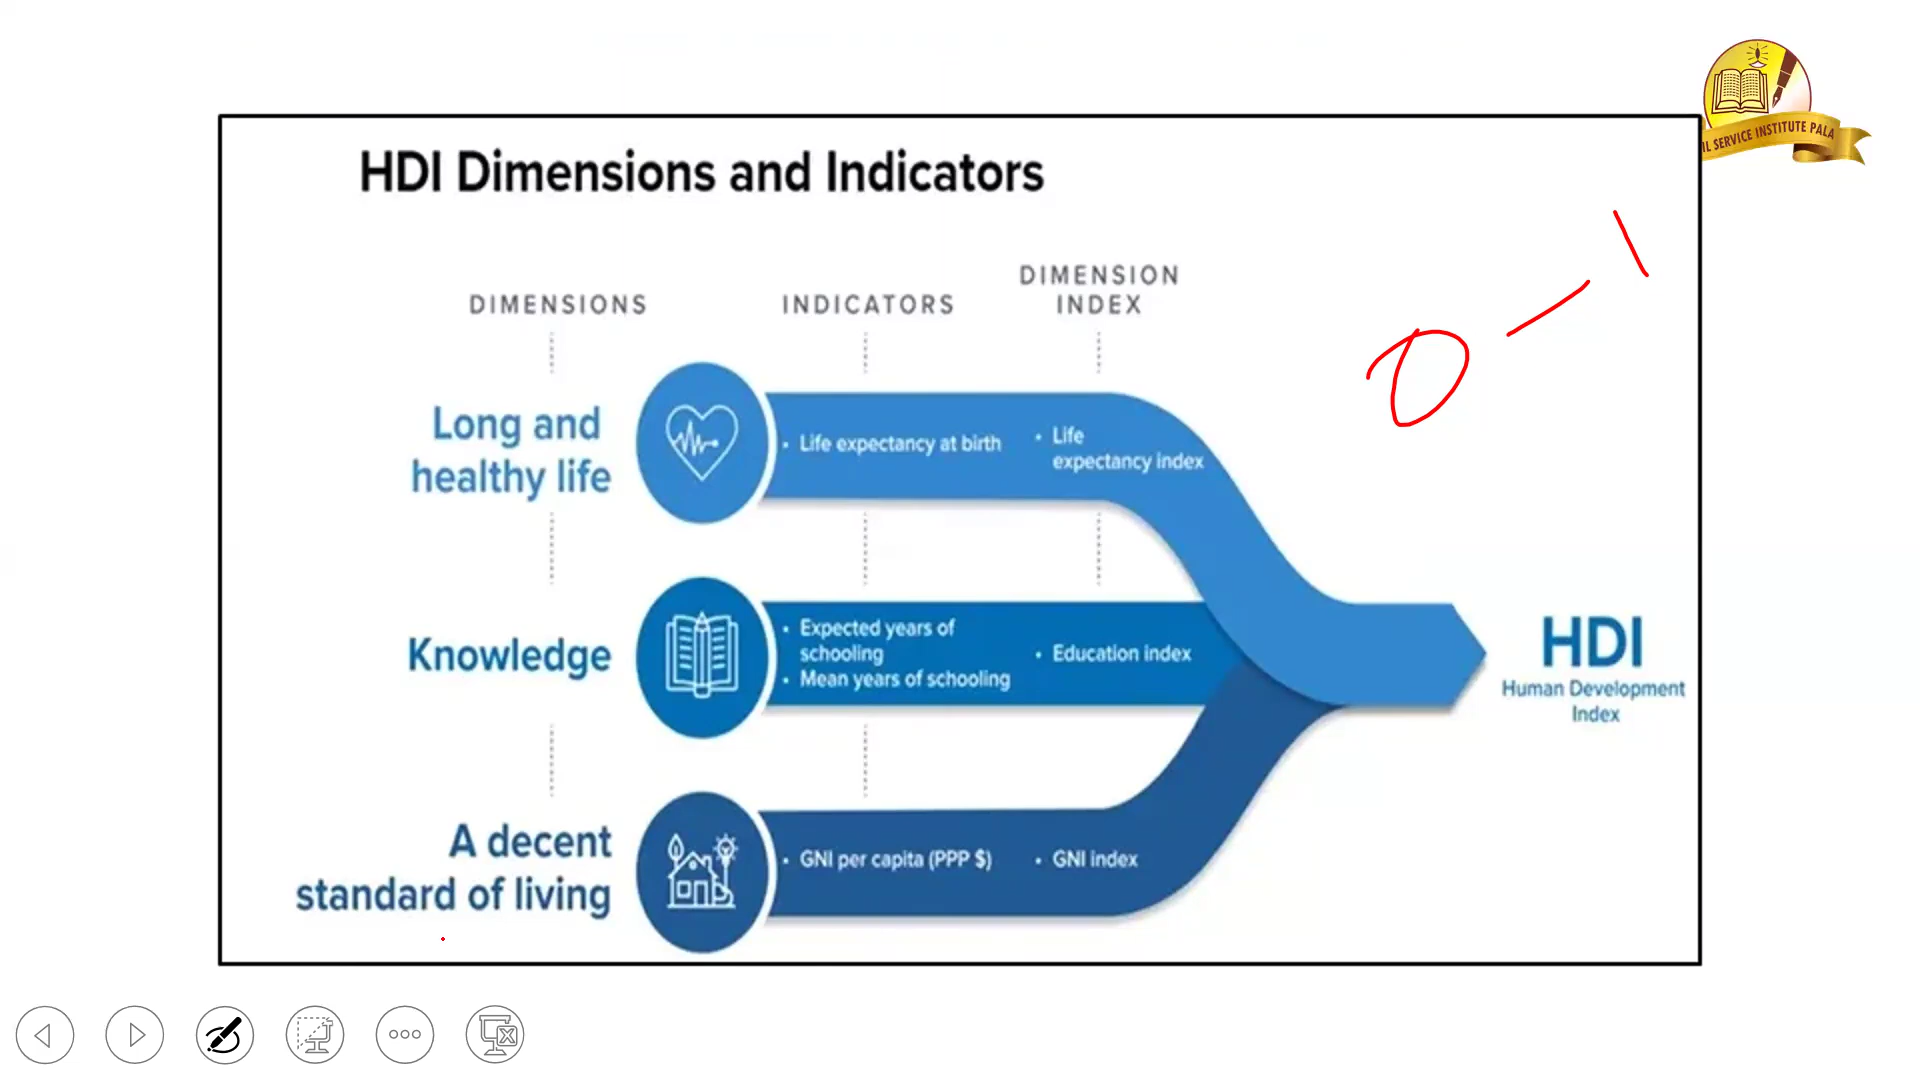 IL SERVICE INSTITUTE PALA
HDI Dimensions and Indicators
0 – 1
DIMENSIONS
INDICATORS
DIMENSION
INDEX
Long and
healthy life
• Life expectancy at birth
• Life
expectancy index
Knowledge
• Expected years of
schooling
• Mean years of schooling
• Education index
HDI
Human Development
Index
A decent
standard of living
• GNI per capita (PPP $)
• GNI index